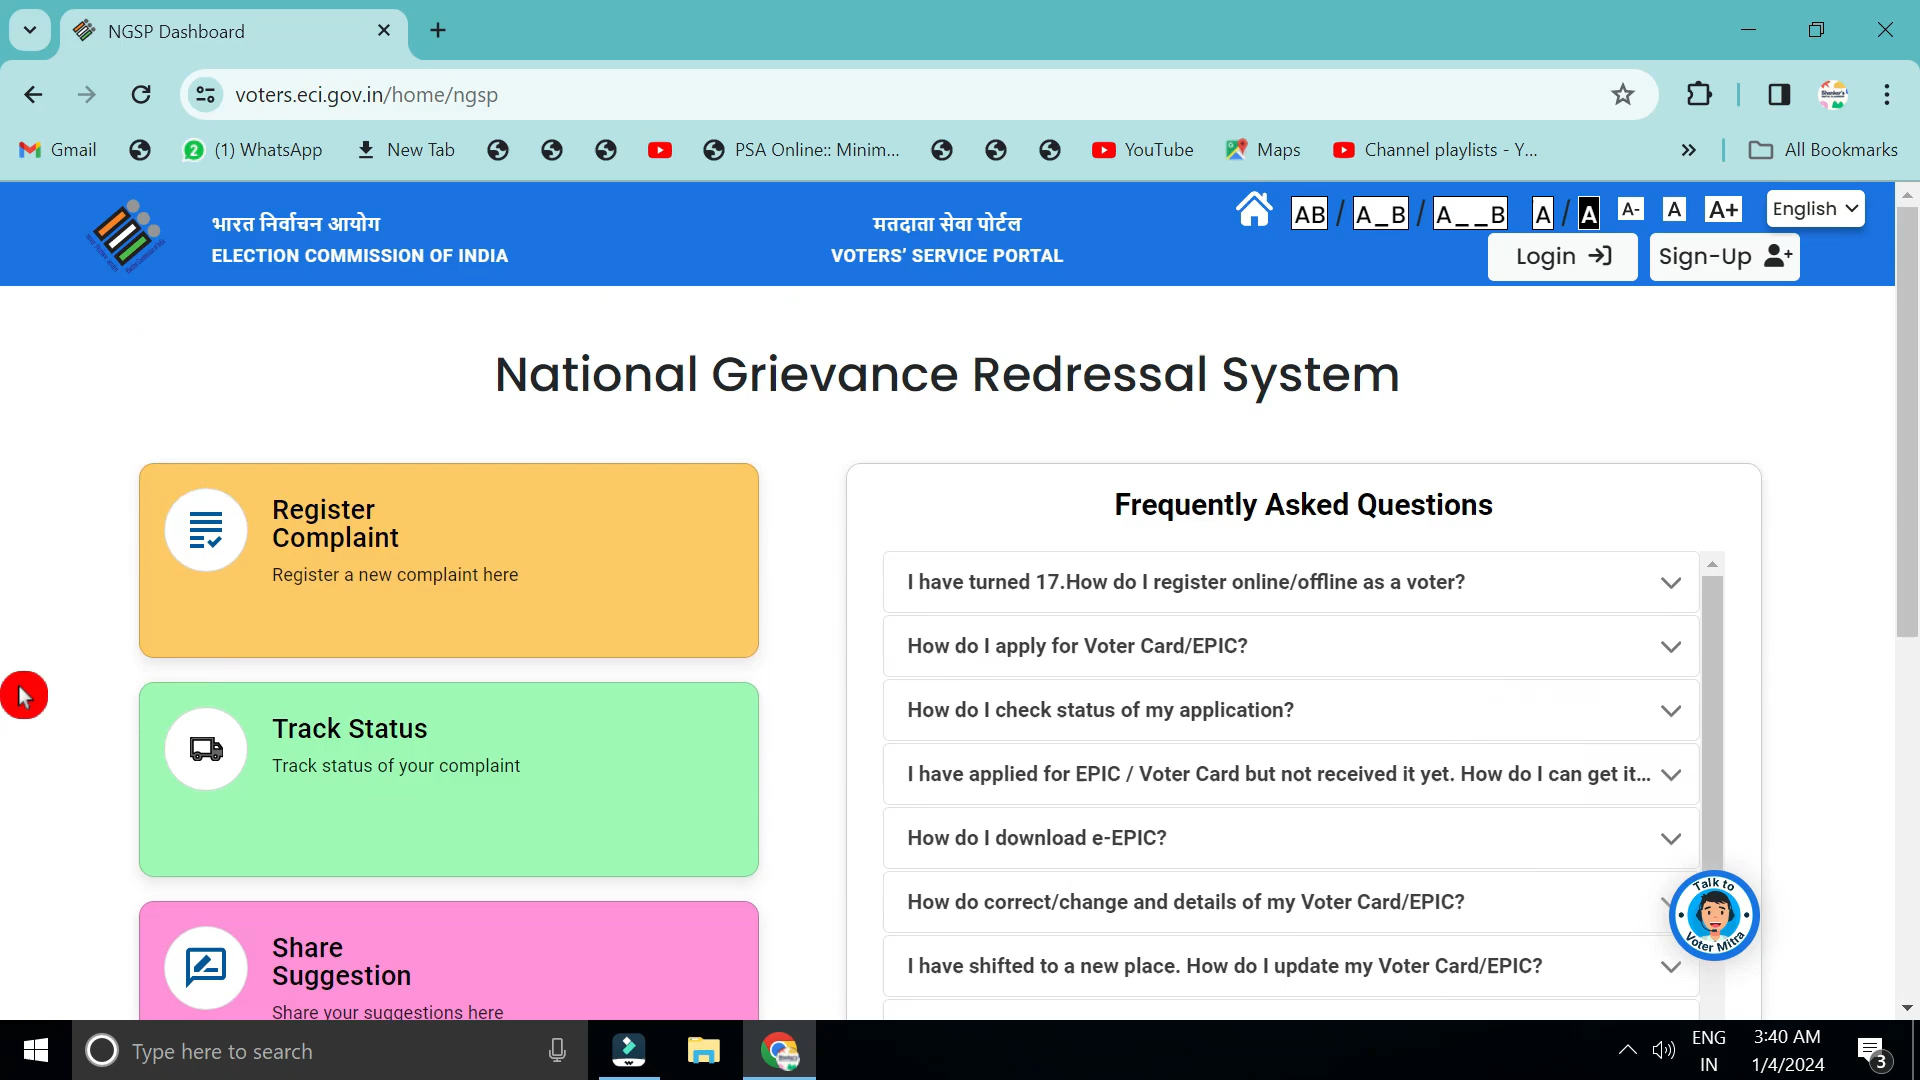 NGSP Dashboard
voters.eci.gov.in/home/ngsp
Gmail
2
(1) WhatsApp
New Tab
PSA Online:: Minim...
YouTube
Maps
Channel playlists - Y...
All Bookmarks
भारत निर्वाचन आयोग
ELECTION COMMISSION OF INDIA
मतदाता सेवा पोर्टल
VOTERS' SERVICE PORTAL
AB / A_B / A__B A / A A- A A+
English
Login
Sign-Up
National Grievance Redressal System
Register
Complaint
Register a new complaint here
Track Status
Track status of your complaint
Share
Suggestion
Share your suggestions here
Frequently Asked Questions
I have turned 17.How do I register online/offline as a voter?
How do I apply for Voter Card/EPIC?
How do I check status of my application?
I have applied for EPIC / Voter Card but not received it yet. How do I can get it...
How do I download e-EPIC?
How do correct/change and details of my Voter Card/EPIC?
I have shifted to a new place. How do I update my Voter Card/EPIC?
Talk to
Voter Mitra
Type here to search
ENG
IN
3:40 AM
1/4/2024
3